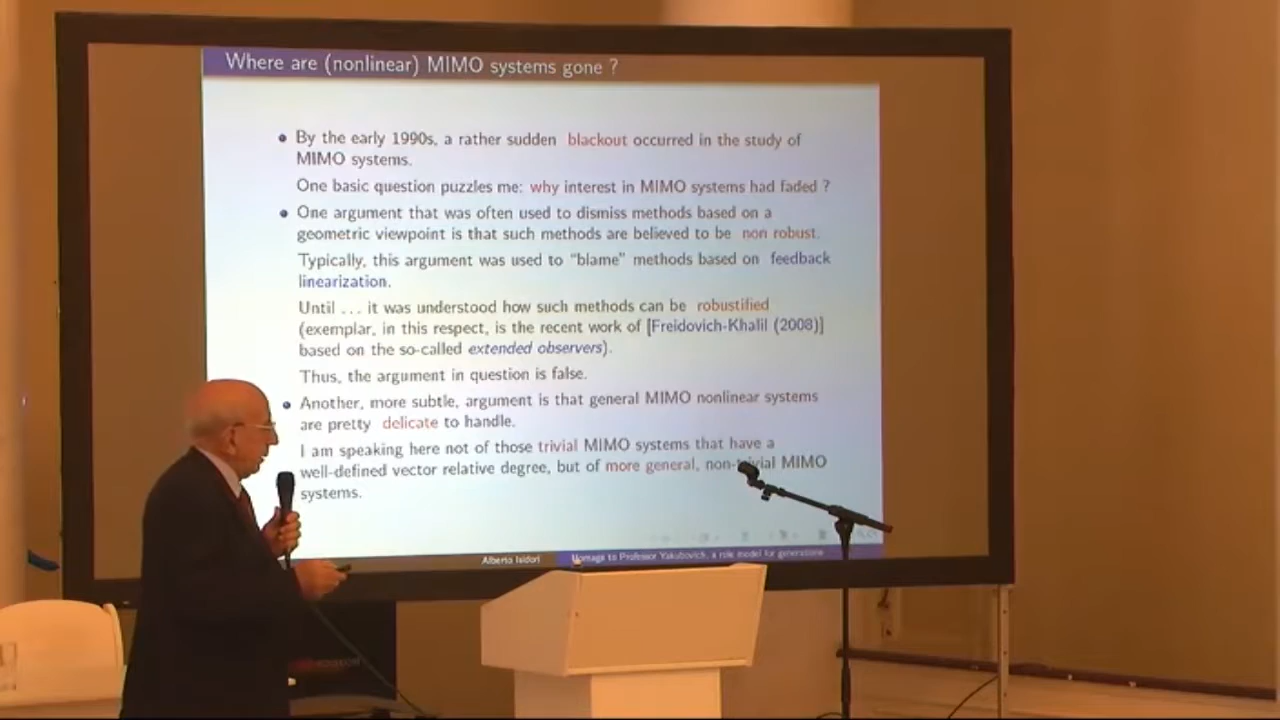 Where are (nonlinear) MIMO systems gone ?
• By the early 1990s, a rather sudden blackout occurred in the study of
MIMO systems.
One basic question puzzles me: why interest in MIMO systems had faded ?
• One argument that was often used to dismiss methods based on a
geometric viewpoint is that such methods are believed to be non robust.
Typically, this argument was used to "blame" methods based on feedback
linearization.
Until ... it was understood how such methods can be robustified
(exemplar, in this respect, is the recent work of [Freidovich-Khalil (2008)]
based on the so-called extended observers).
Thus, the argument in question is false.
• Another, more subtle, argument is that general MIMO nonlinear systems
are pretty delicate to handle.
I am speaking here not of those trivial MIMO systems that have a
well-defined vector relative degree, but of more general, non-trivial MIMO
systems.
Alberto Isidori Homage to Professor Yakubovich, a role model for generations